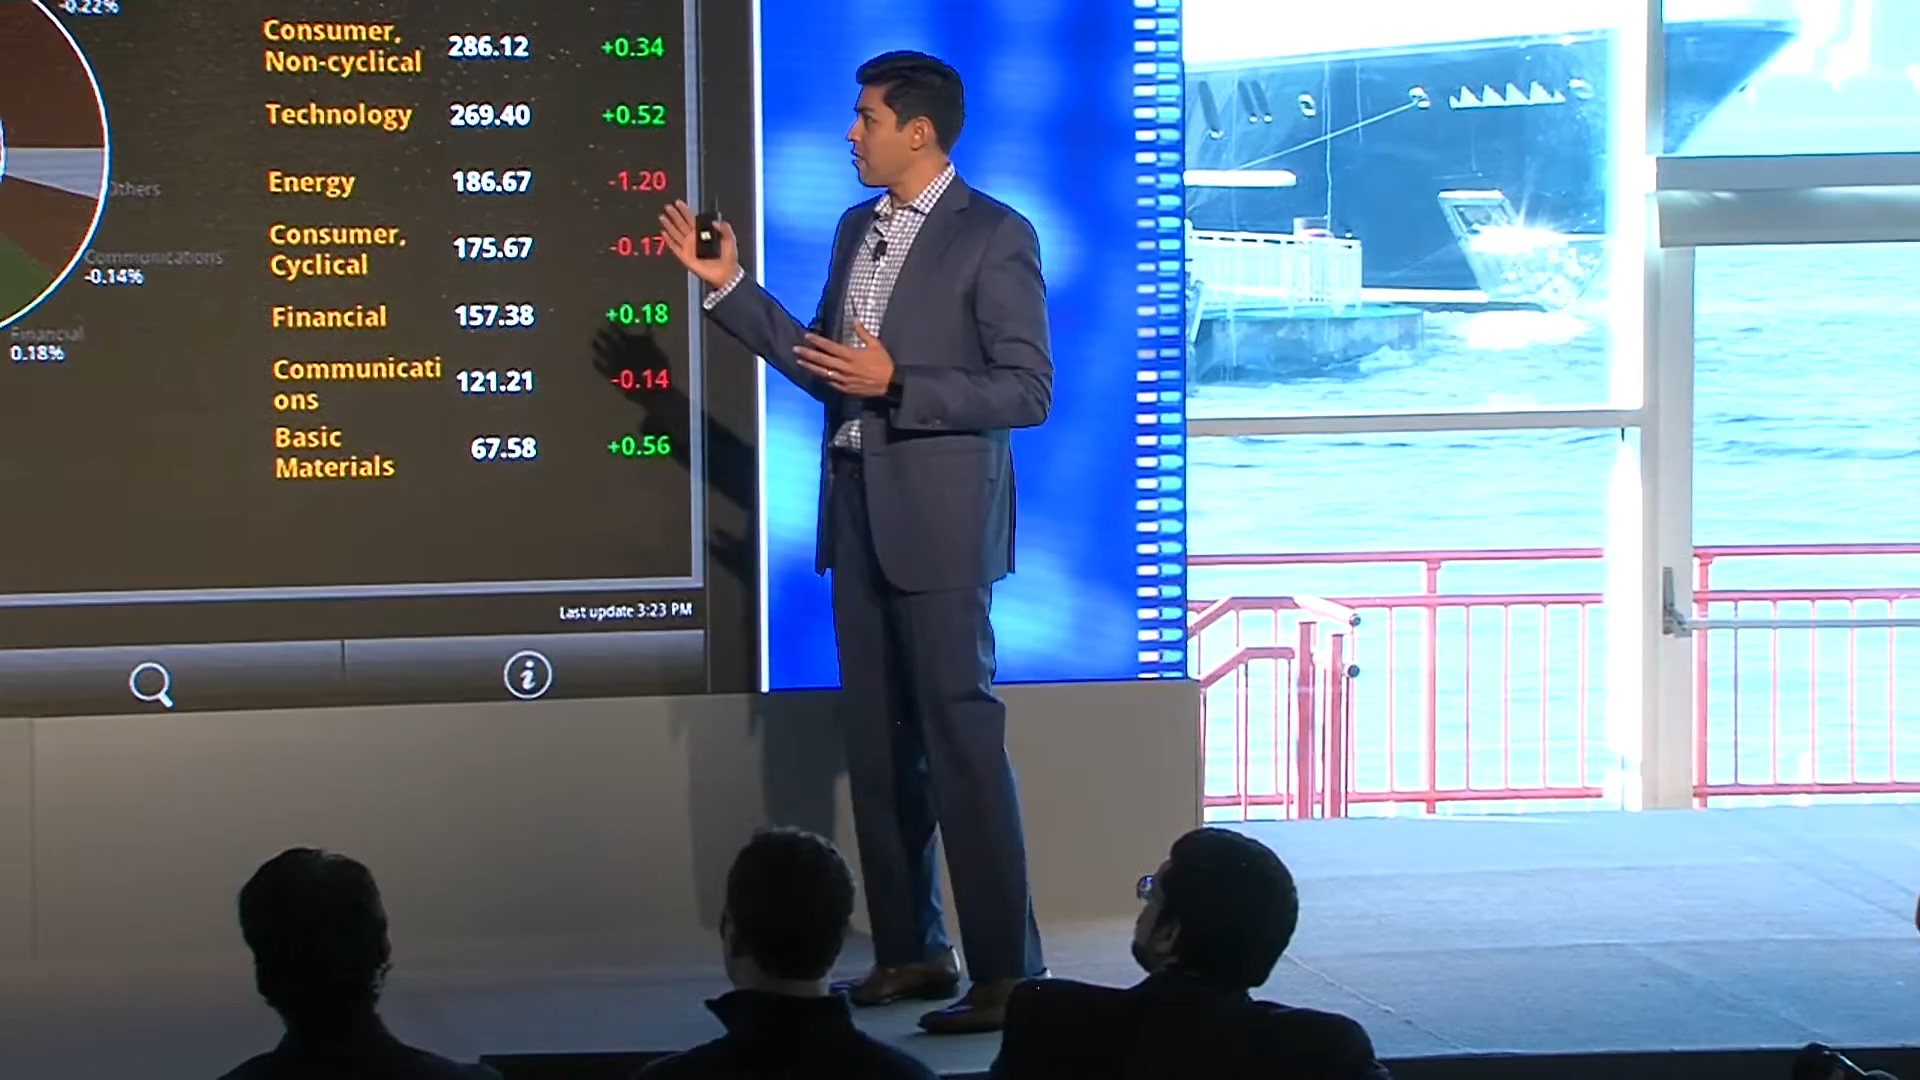 -0.22%
Consumer,
Non-cyclical 286.12 +0.34
Technology 269.40 +0.52
Energy 186.67 -1.20
Others
Consumer,
Cyclical 175.67 -0.17
Communications
-0.14%
Financial 157.38 +0.18
Financial
0.18%
Communicati
ons 121.21 -0.14
Basic
Materials 67.58 +0.56
Last update 3:23 PM
i